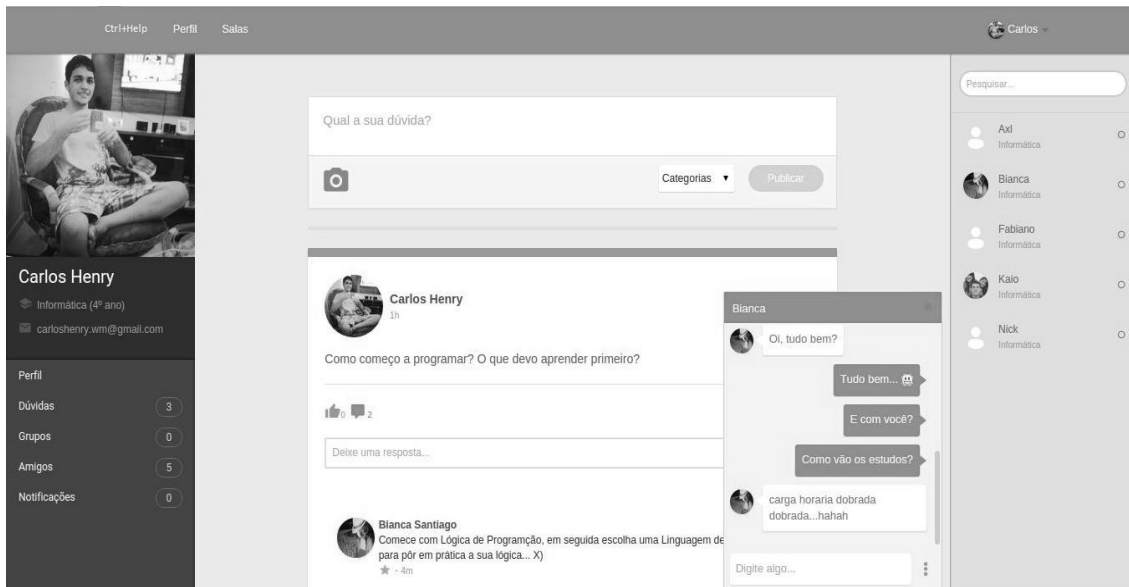 Ctrl+Help Perfil Salas Carlos
Carlos Henry
Informática (4º ano)
carloshenry.wm@gmail.com
Perfil
Dúvidas 3
Grupos 0
Amigos 5
Notificações 0
Qual a sua dúvida?
Categorias Publicar
Carlos Henry
1h
Como começo a programar? O que devo aprender primeiro?
0 2
Deixe uma resposta...
Bianca Santiago
Comece com Lógica de Programção, em seguida escolha uma Linguagem de
para pôr em prática a sua lógica... X)
- 4m
Bianca
Oi, tudo bem?
Tudo bem...
E com você?
Como vão os estudos?
carga horaria dobrada
dobrada...hahah
Digite algo...
Pesquisar...
Axl
Informática
Bianca
Informática
Fabiano
Informática
Kaio
Informática
Nick
Informática